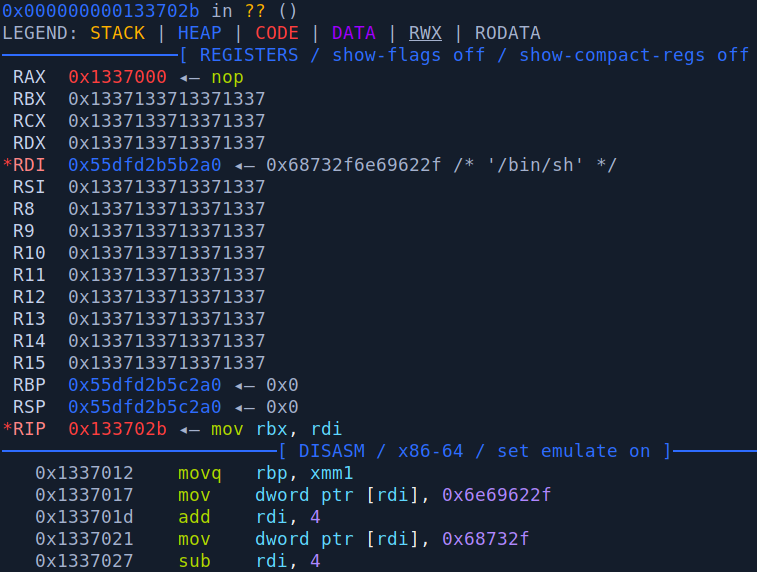 0x000000000133702b in ?? ()
LEGEND: STACK | HEAP | CODE | DATA | RWX | RODATA
[ REGISTERS / show-flags off / show-compact-regs off
RAX 0x1337000 ◂— nop
RBX 0x1337133713371337
RCX 0x1337133713371337
RDX 0x1337133713371337
*RDI 0x55dfd2b5b2a0 ◂— 0x68732f6e69622f /* '/bin/sh' */
RSI 0x1337133713371337
R8 0x1337133713371337
R9 0x1337133713371337
R10 0x1337133713371337
R11 0x1337133713371337
R12 0x1337133713371337
R13 0x1337133713371337
R14 0x1337133713371337
R15 0x1337133713371337
RBP 0x55dfd2b5c2a0 ◂— 0x0
RSP 0x55dfd2b5c2a0 ◂— 0x0
*RIP 0x133702b ◂— mov rbx, rdi
[ DISASM / x86-64 / set emulate on ]
0x1337012 movq rbp, xmm1
0x1337017 mov dword ptr [rdi], 0x6e69622f
0x133701d add rdi, 4
0x1337021 mov dword ptr [rdi], 0x68732f
0x1337027 sub rdi, 4